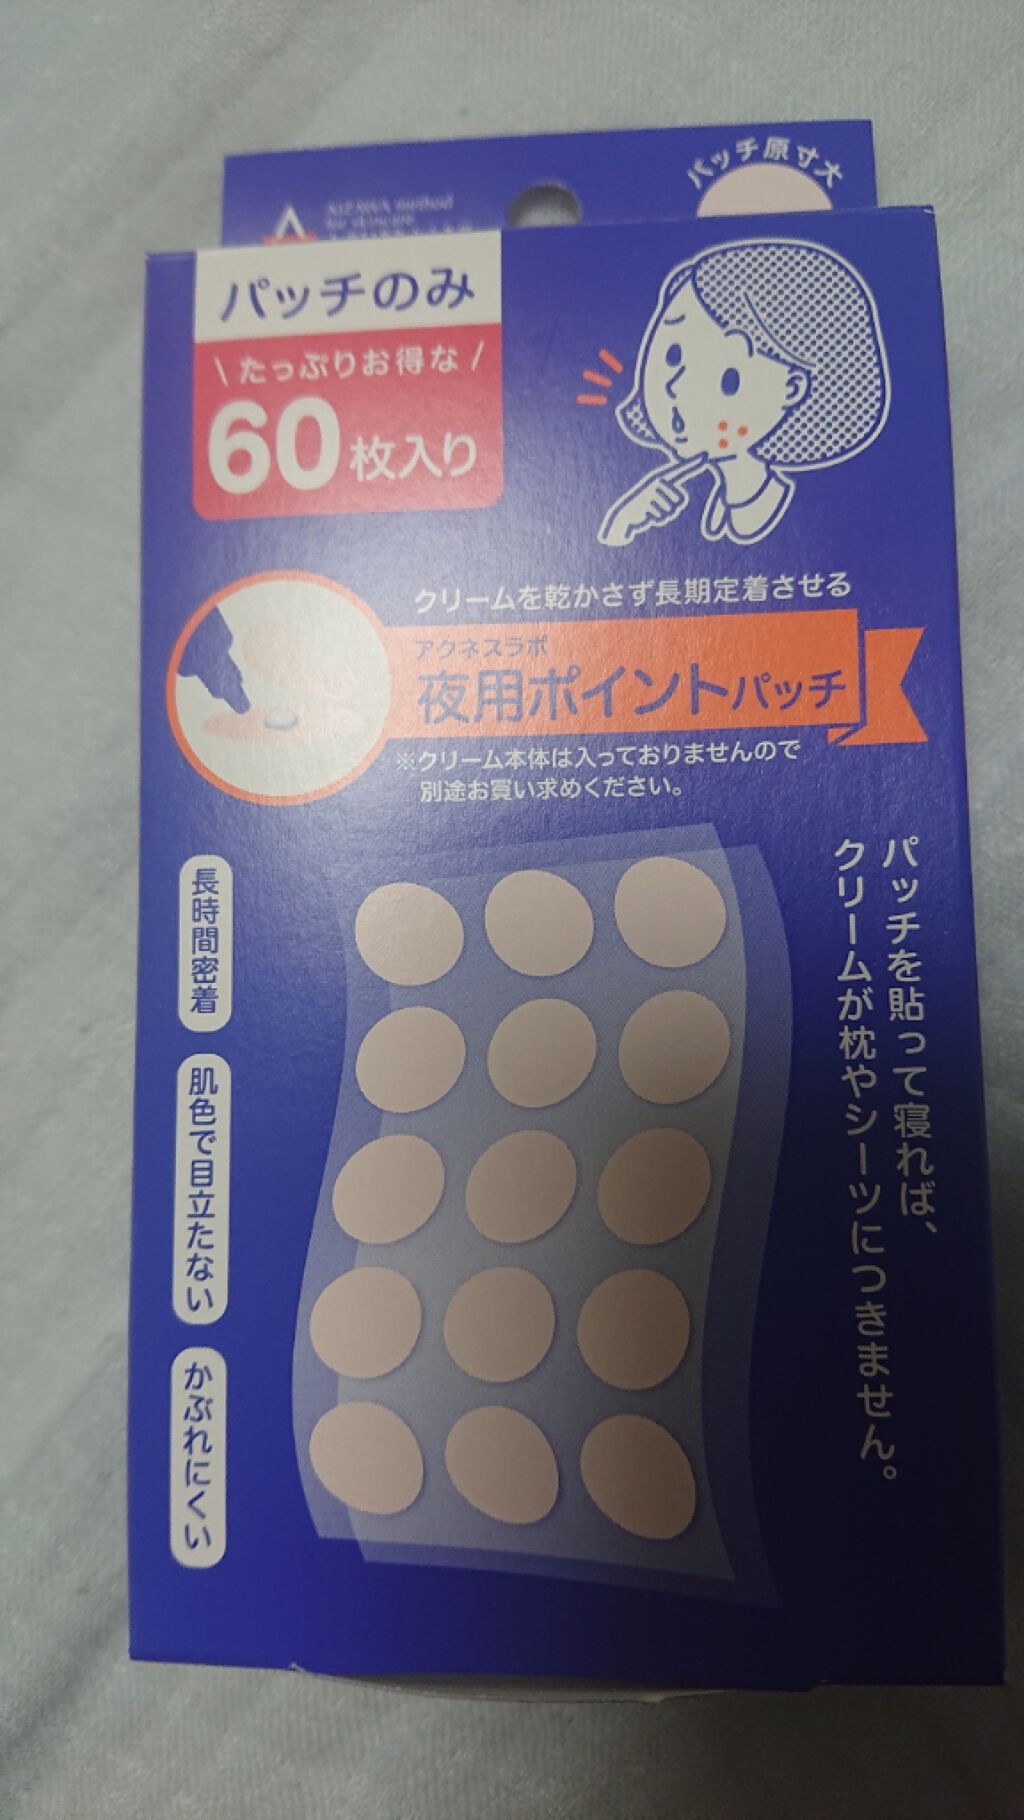 パッチ原寸大
method
for skincare
パッチのみ
\ たっぷりお得な /
60枚入り
クリームを乾かさず長期定着させる
アクネスラボ
夜用ポイントパッチ
※クリーム本体は入っておりませんので
別途お買い求めください。
パッチを貼って寝れば、
クリームが枕やシーツにつきません。
長時間密着
肌色で目立たない
かぶれにくい